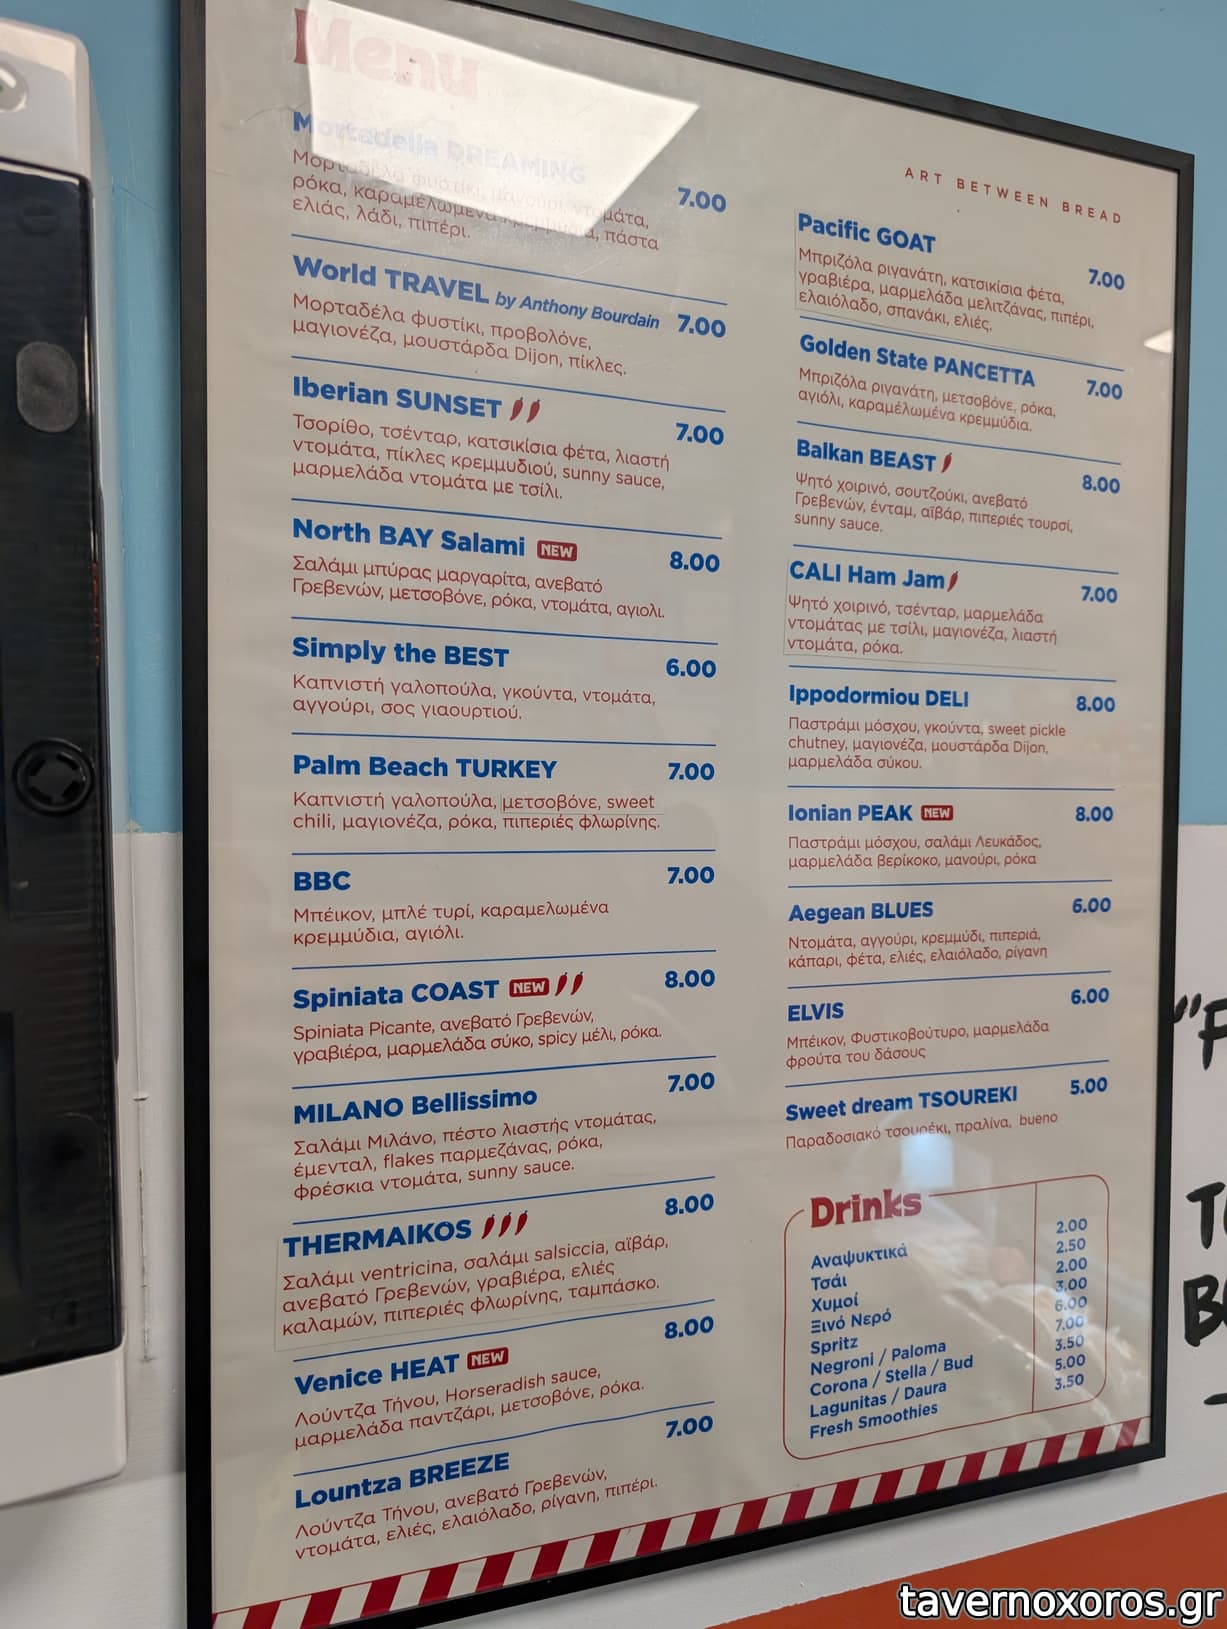 Menu
Mortadella DREAMING
Μορταδέλα φυστίκι, μανούρι, ντομάτα, 7.00
ρόκα, καραμέλωμενα κρεμμύδια, πάστα
ελιάς, λάδι, πιπέρι.
World TRAVEL by Anthony Bourdain 7.00
Μορταδέλα φυστίκι, προβολόνε,
μαγιονέζα, μουστάρδα Dijon, πίκλες.
Iberian SUNSET 7.00
Τσορίθο, τσένταρ, κατσικίσια φέτα, λιαστή
ντομάτα, πίκλες κρεμμυδιού, sunny sauce,
μαρμελάδα ντομάτα με τσίλι.
North BAY Salami NEW 8.00
Σαλάμι μπύρας μαργαρίτα, ανεβατό
Γρεβενών, μετσοβόνε, ρόκα, ντομάτα, αγιολι.
Simply the BEST 6.00
Καπνιστή γαλοπούλα, γκούντα, ντομάτα,
αγγούρι, σος γιαουρτιού.
Palm Beach TURKEY 7.00
Καπνιστή γαλοπούλα, μετσοβόνε, sweet
chili, μαγιονέζα, ρόκα, πιπεριές φλωρίνης.
BBC 7.00
Μπέικον, μπλέ τυρί, καραμελωμένα
κρεμμύδια, αγιόλι.
Spiniata COAST NEW 8.00
Spiniata Picante, ανεβατό Γρεβενών,
γραβιέρα, μαρμελάδα σύκο, spicy μέλι, ρόκα.
MILANO Bellissimo 7.00
Σαλάμι Μιλάνο, πέστο λιαστής ντομάτας,
έμενταλ, flakes παρμεζάνας, ρόκα,
φρέσκια ντομάτα, sunny sauce.
THERMAIKOS 8.00
Σαλάμι ventricina, σαλάμι salsiccia, αϊβάρ,
ανεβατό Γρεβενών, γραβιέρα, ελιές
καλαμών, πιπεριές φλωρίνης, ταμπάσκο.
Venice HEAT NEW 8.00
Λούντζα Τήνου, Horseradish sauce,
μαρμελάδα παντζάρι, μετσοβόνε, ρόκα.
Lountza BREEZE 7.00
Λούντζα Τήνου, ανεβατό Γρεβενών,
ντομάτα, ελιές, ελαιόλαδο, ρίγανη, πιπέρι.
ART BETWEEN BREAD
Pacific GOAT 7.00
Μπριζόλα ριγανάτη, κατσικίσια φέτα,
γραβιέρα, μαρμελάδα μελιτζάνας, πιπέρι,
ελαιόλαδο, σπανάκι, ελιές.
Golden State PANCETTA 7.00
Μπριζόλα ριγανάτη, μετσοβόνε, ρόκα,
αγιόλι, καραμέλωμένα κρεμμύδια.
Balkan BEAST 8.00
Ψητό χοιρινό, σουτζούκι, ανεβατό
Γρεβενών, ένταμ, αϊβάρ, πιπεριές τουρσί,
sunny sauce.
CALI Ham Jam 7.00
Ψητό χοιρινό, τσένταρ, μαρμελάδα
ντομάτας με τσίλι, μαγιονέζα, λιαστή
ντομάτα, ρόκα.
Ippodormiou DELI 8.00
Παστράμι μόσχου, γκούντα, sweet pickle
chutney, μαγιονέζα, μουστάρδα Dijon,
μαρμελάδα σύκου.
Ionian PEAK NEW 8.00
Παστράμι μόσχου, σαλάμι Λευκάδος,
μαρμελάδα βερίκοκο, μανούρι, ρόκα
Aegean BLUES 6.00
Ντομάτα, αγγούρι, κρεμμύδι, πιπεριά,
κάπαρι, φέτα, ελιές, ελαιόλαδο, ρίγανη
ELVIS 6.00
Μπέικον, Φυστικοβούτυρο, μαρμελάδα
φρούτα του δάσους
Sweet dream TSOUREKI 5.00
Παραδοσιακό τσουρέκι, πραλίνα, bueno
Drinks
Αναψυκτικά 2.00
Τσάι 2.50
Χυμοί 2.00
Ξινό Νερό 3.00
Spritz 6.00
Negroni / Paloma 7.00
Corona / Stella / Bud 3.50
Lagunitas / Daura 5.00
Fresh Smoothies 3.50
tavernoxoros.gr